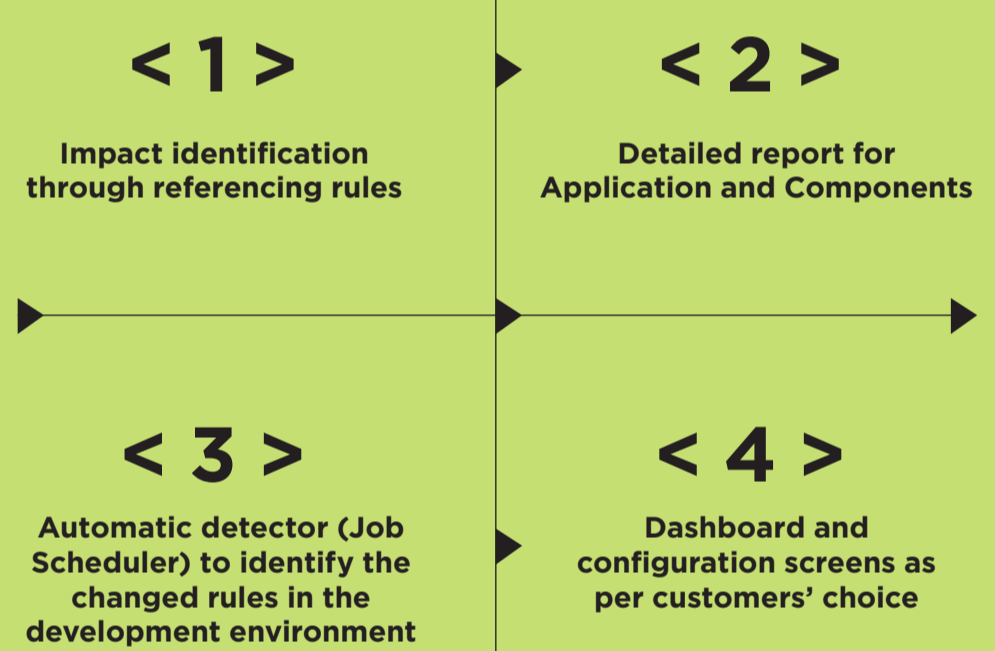 < 1 >
Impact identification
through referencing rules
< 2 >
Detailed report for
Application and Components
< 3 >
Automatic detector (Job
Scheduler) to identify the
changed rules in the
development environment
< 4 >
Dashboard and
configuration screens as
per customers’ choice